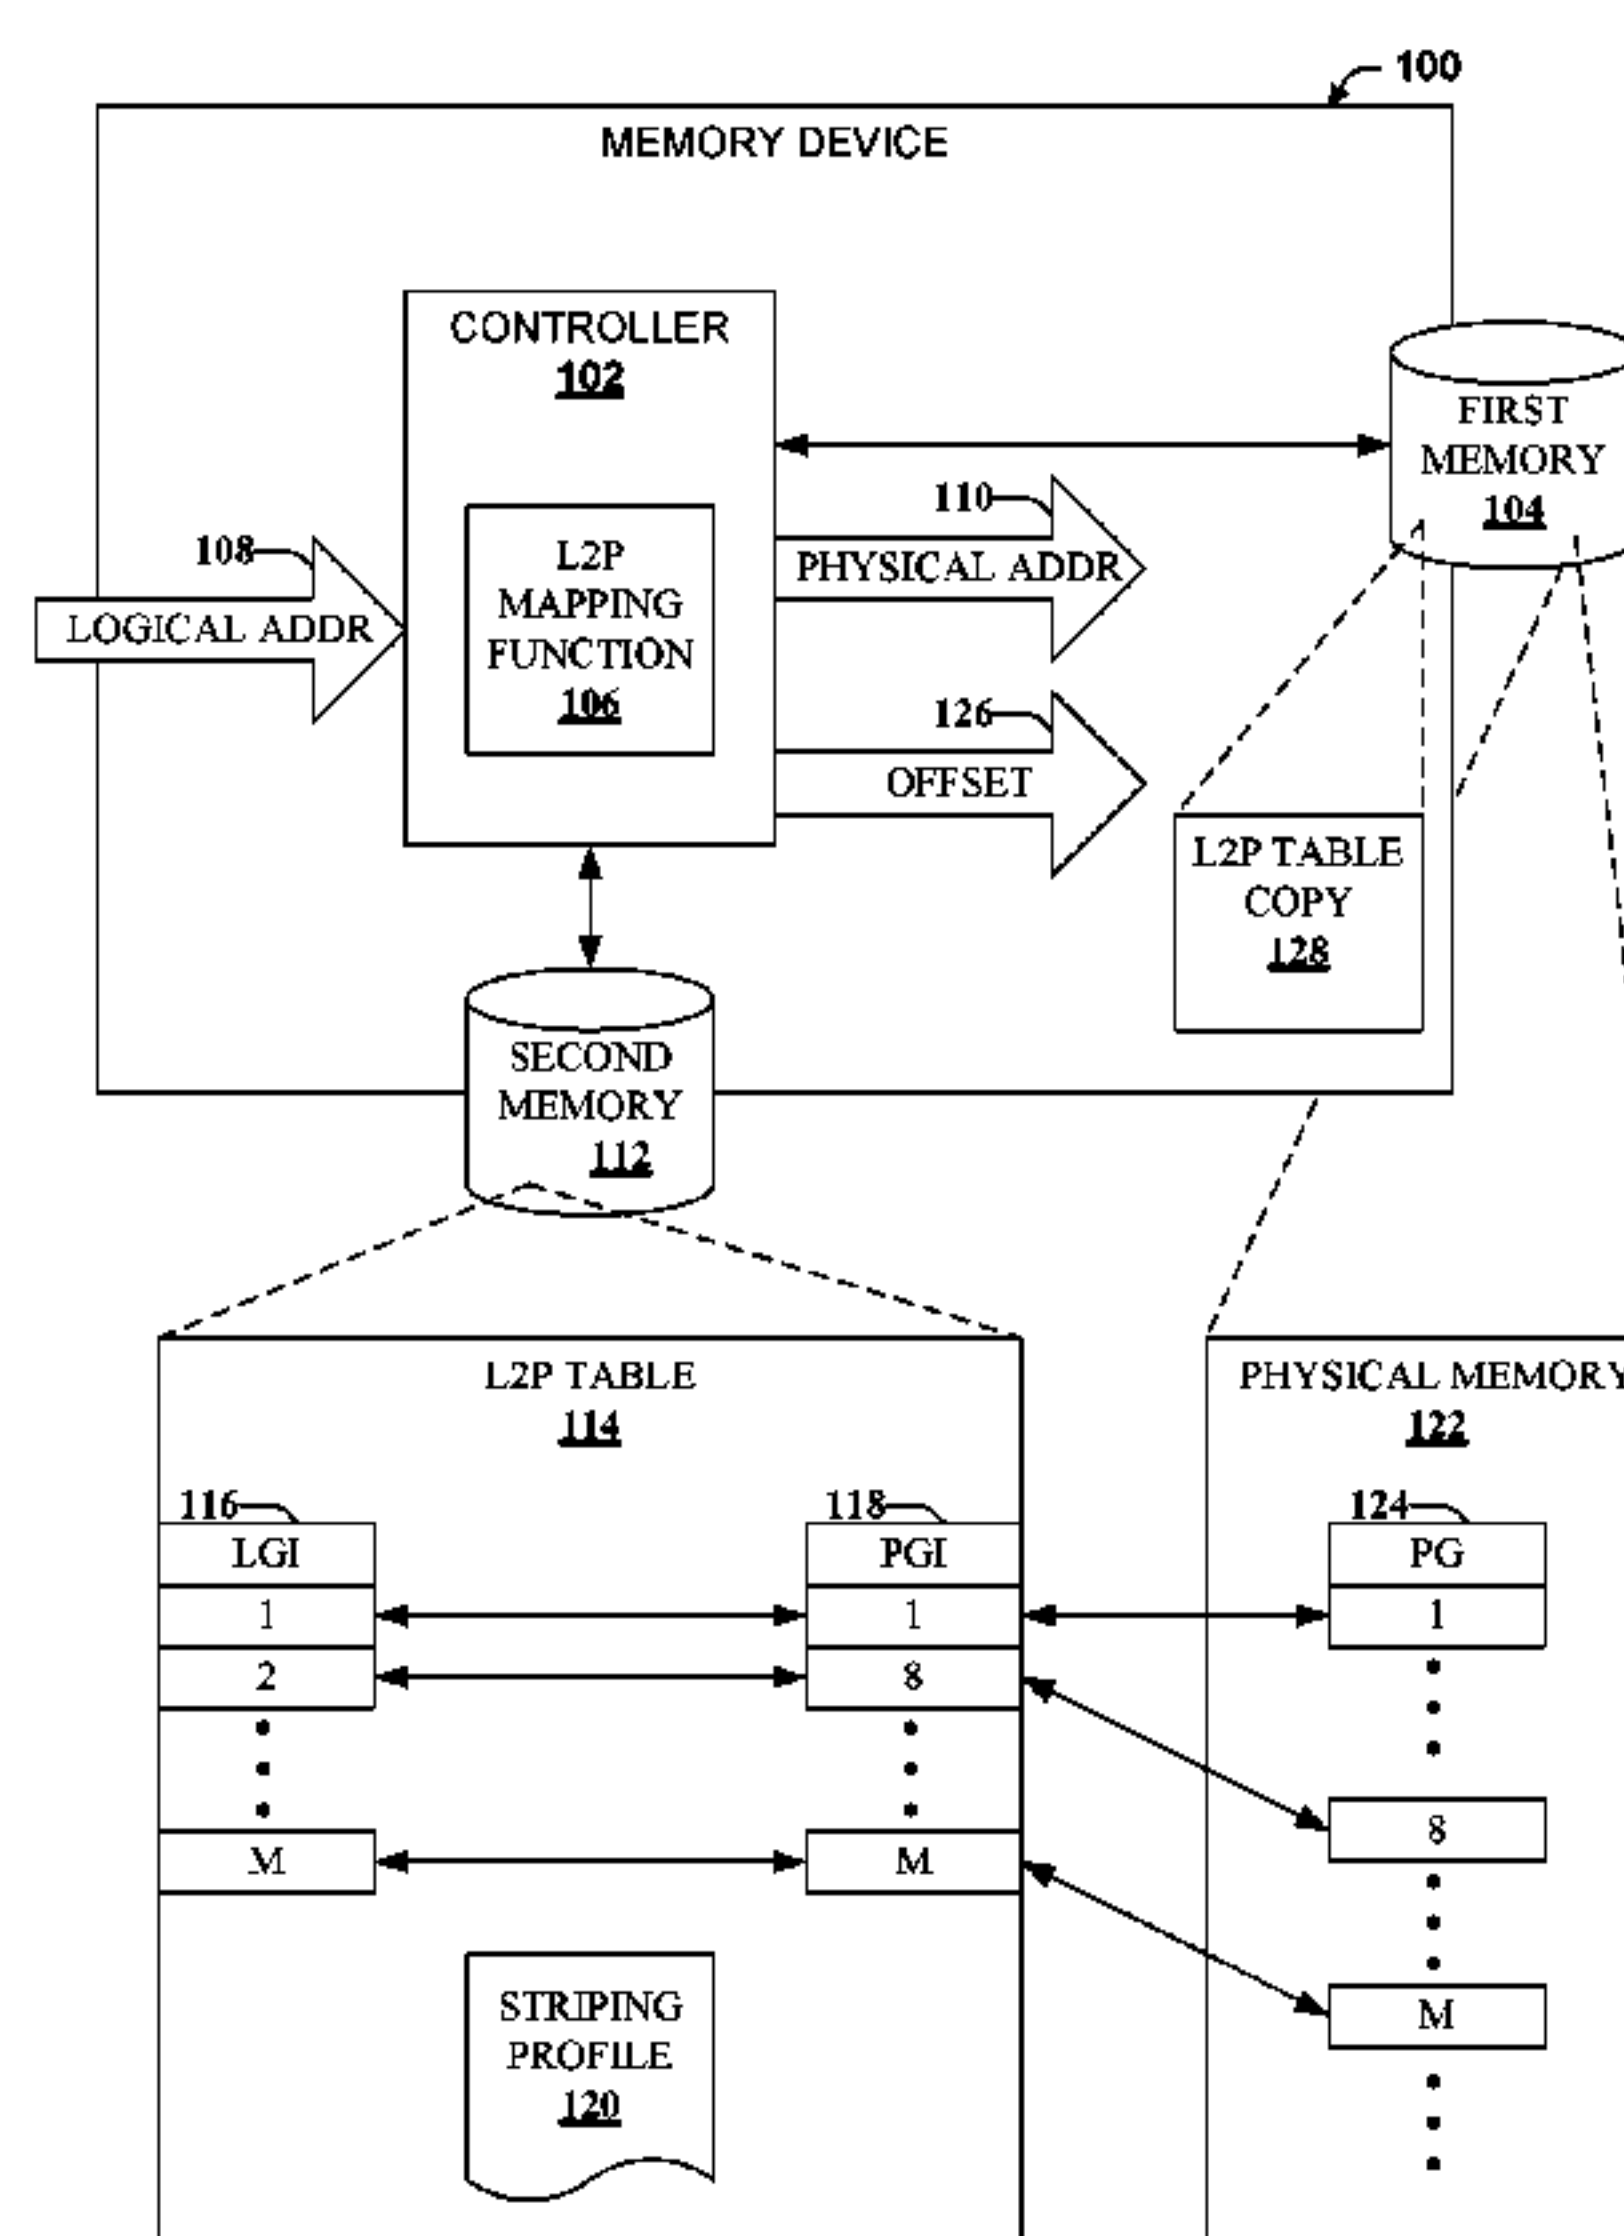 100
MEMORY DEVICE
CONTROLLER
102
FIRST
MEMORY
104
110
PHYSICAL ADDR
108
LOGICAL ADDR
L2P
MAPPING
FUNCTION
106
126
OFFSET
L2P TABLE
COPY
128
SECOND
MEMORY
112
L2P TABLE
114
PHYSICAL MEMORY
122
116
118
124
LGI
PGI
PG
1
1
1
2
8
8
M
M
M
STRIPING
PROFILE
120